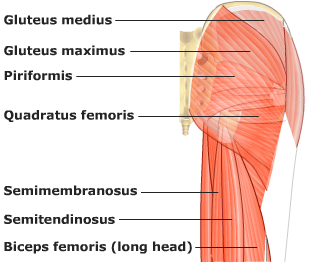 Gluteus medius
Gluteus maximus
Piriformis
Quadratus femoris
Semimembranosus
Semitendinosus
Biceps femoris (long head)